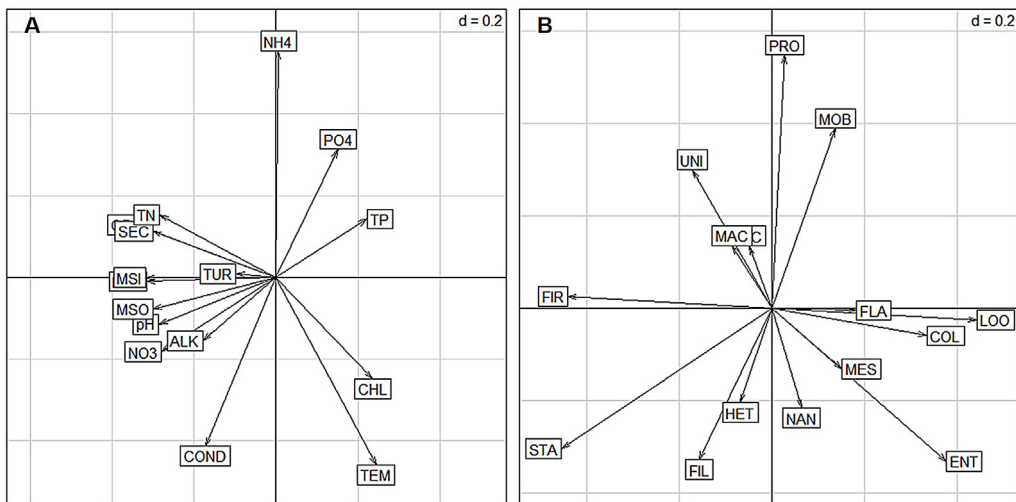 A
d = 0.2
NH4
PO4
TP
TN
SEC
TUR
MSI
MSO
pH
NO3
ALK
CHL
COND
TEM
B
d = 0.2
PRO
MOB
UNI
MAC
C
FIR
FLA
LOO
COL
MES
HET
NAN
STA
FIL
ENT